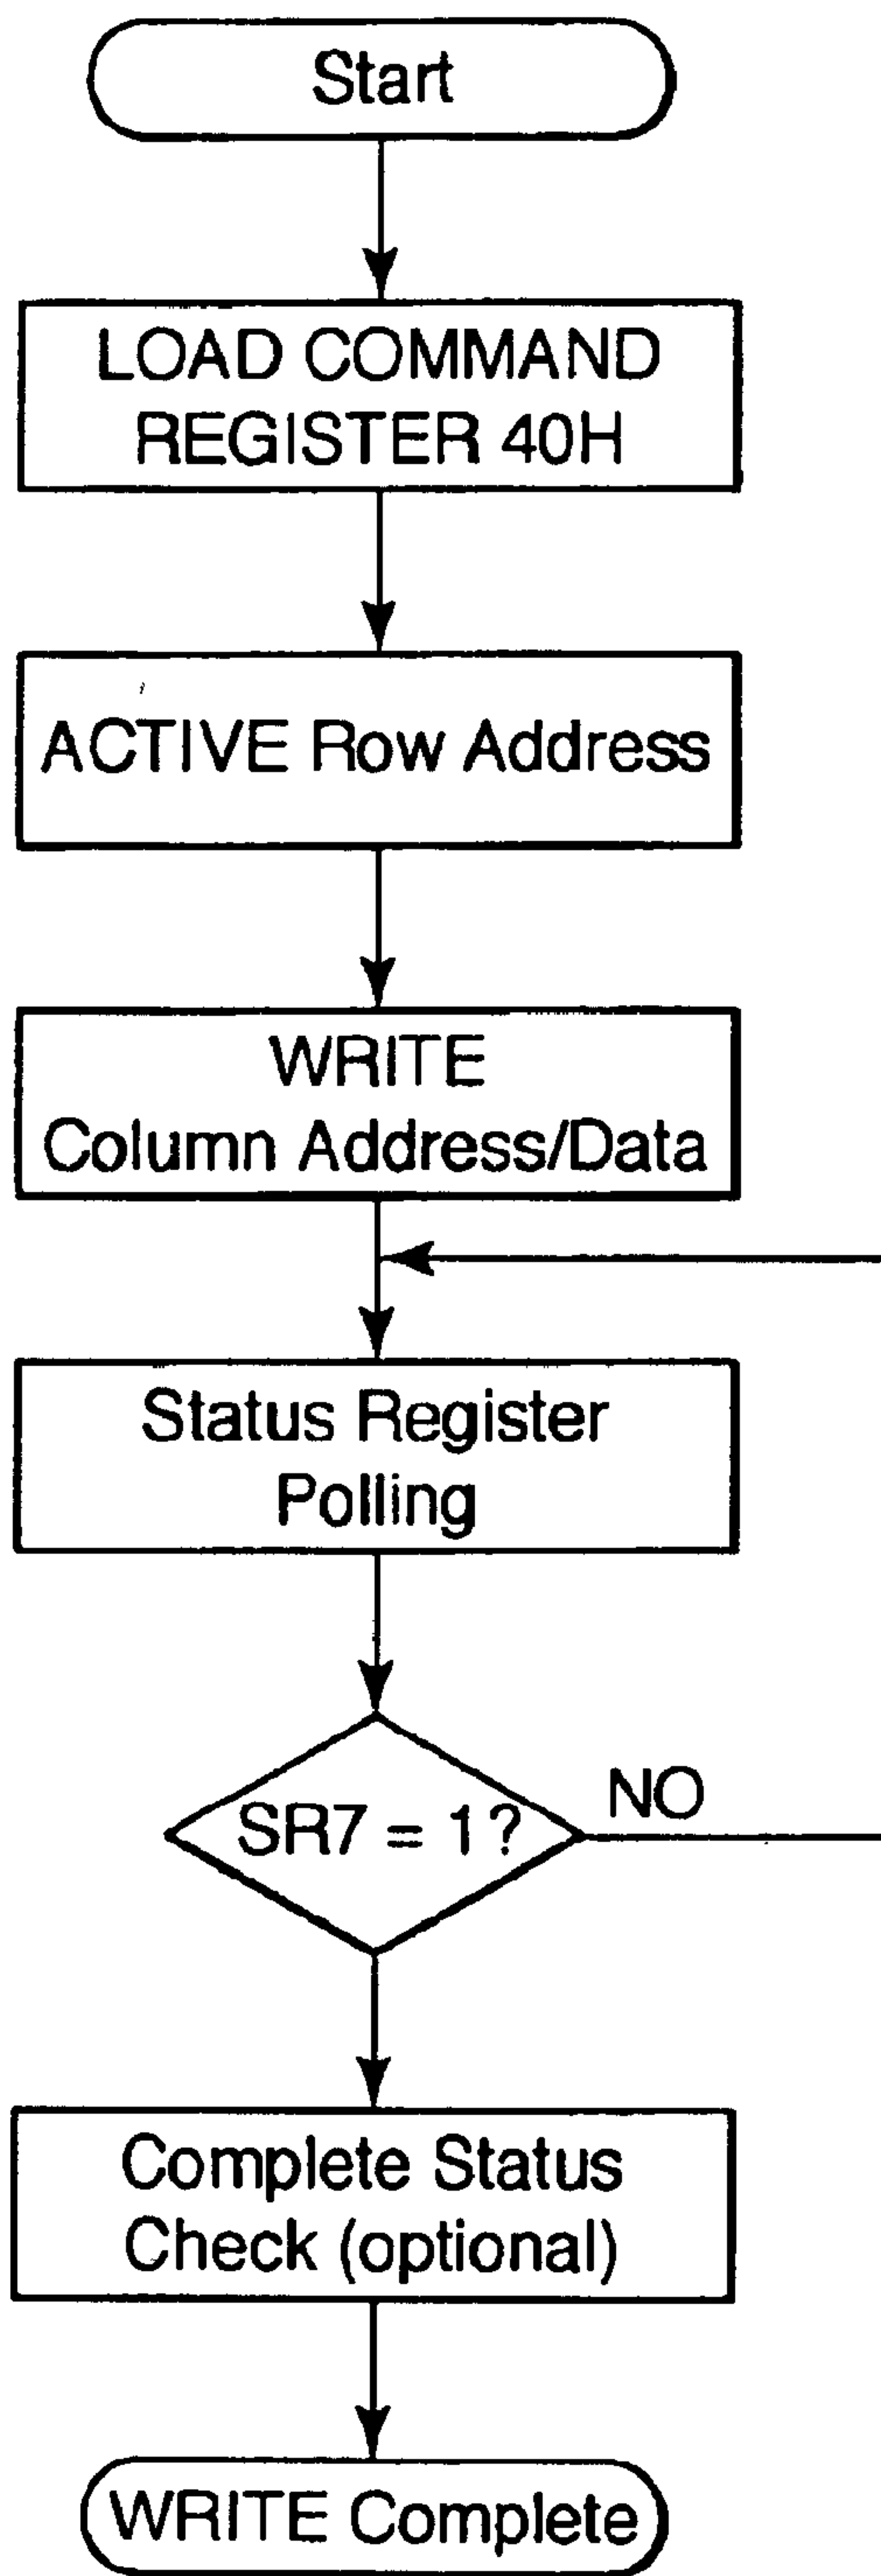 Start
LOAD COMMAND
REGISTER 40H
ACTIVE Row Address
WRITE
Column Address/Data
Status Register
Polling
SR7 = 1?
NO
Complete Status
Check (optional)
WRITE Complete